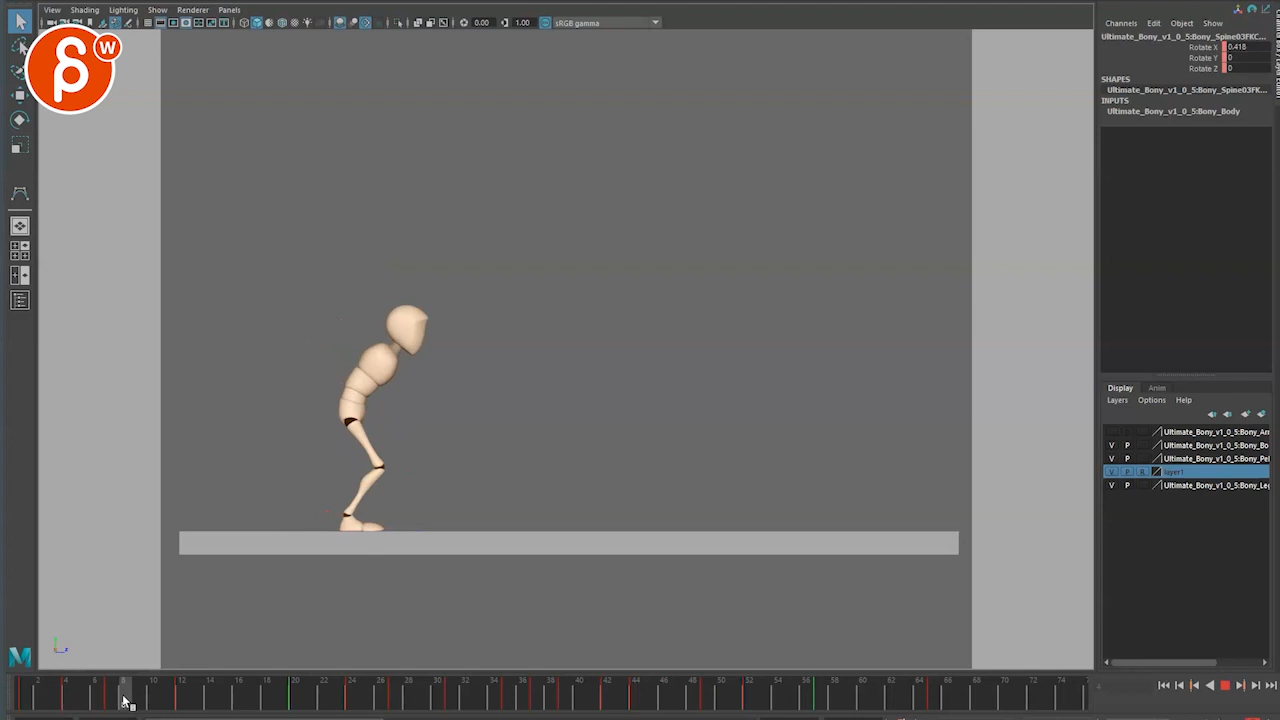 View Shading Lighting Show Renderer Panels
0.00 1.00 sRGB gamma
w
Channels Edit Object Show
Ultimate_Bony_v1_0_5:Bony_Spine03FKC...
Rotate X 0.418
Rotate Y 0
Rotate Z 0
SHAPES
Ultimate_Bony_v1_0_5:Bony_Spine03FK...
INPUTS
Ultimate_Bony_v1_0_5:Bony_Body
Display Anim
Layers Options Help
Ultimate_Bony_v1_0_5:Bony_Ar
V P Ultimate_Bony_v1_0_5:Bony_Bo
V P Ultimate_Bony_v1_0_5:Bony_Pel
V P R layer1
V P Ultimate_Bony_v1_0_5:Bony_Leg
2 4 6 8 10 12 14 16 18 20 22 24 26 28 30 32 34 36 38 40 42 44 46 48 50 52 54 56 58 60 62 64 66 68 70 72 74